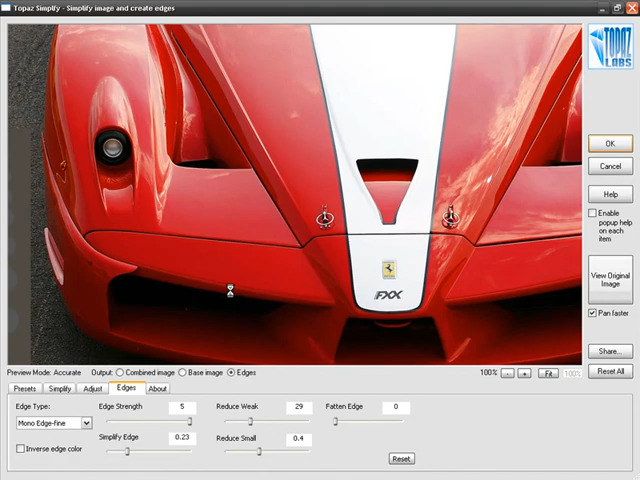 Topaz Simplify - Simplify image and create edges
TOPAZ
LABS
OK
Cancel
Help
Enable
popup help
on each
item
View Original
Image
Pan faster
Share...
Reset All
FXX
Preview Mode: Accurate Output: Combined image Base image Edges 100% - + Fit 100%
Presets Simplify Adjust Edges About
Edge Type: Edge Strength 5 Reduce Weak 29 Fatten Edge 0
Mono Edge-fine
Simplify Edge 0.23 Reduce Small 0.4
Inverse edge color
Reset